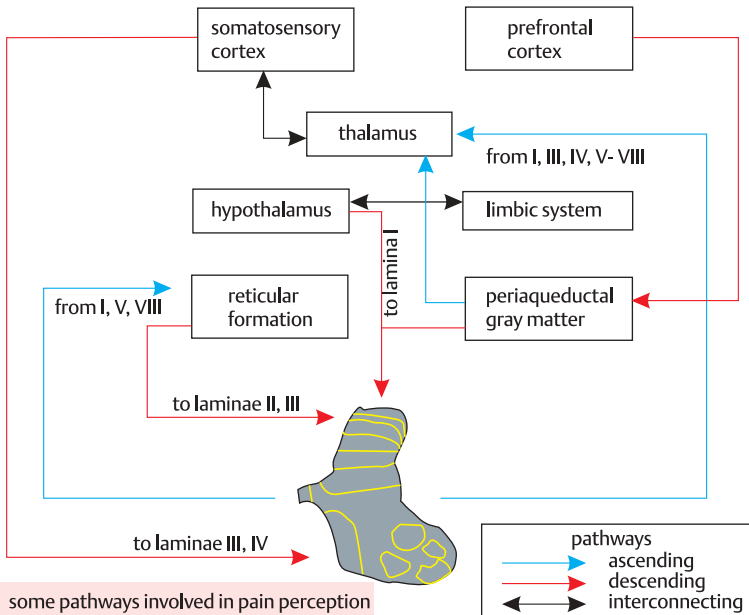 somatosensory
cortex
prefrontal
cortex
thalamus
from I, III, IV, V- VIII
hypothalamus
limbic system
to lamina I
from I, V, VIII
reticular
formation
periaqueductal
gray matter
to laminae II, III
to laminae III, IV
pathways
ascending
descending
interconnecting
some pathways involved in pain perception